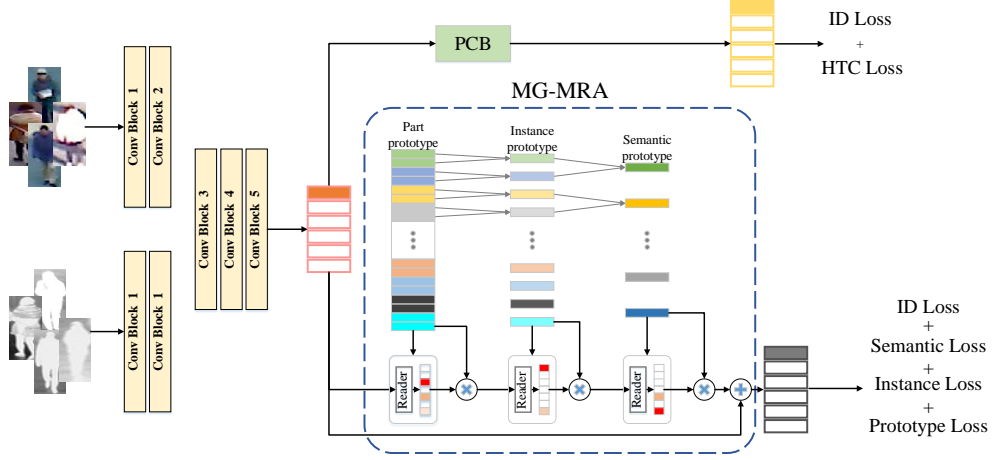 PCB
ID Loss
+
HTC Loss
MG-MRA
Conv Block 1
Conv Block 2
Part
prototype
Instance
prototype
Semantic
prototype
Conv Block 3
Conv Block 4
Conv Block 5
Conv Block 1
Conv Block 1
Reader
Reader
Reader
ID Loss
+
Semantic Loss
+
Instance Loss
+
Prototype Loss